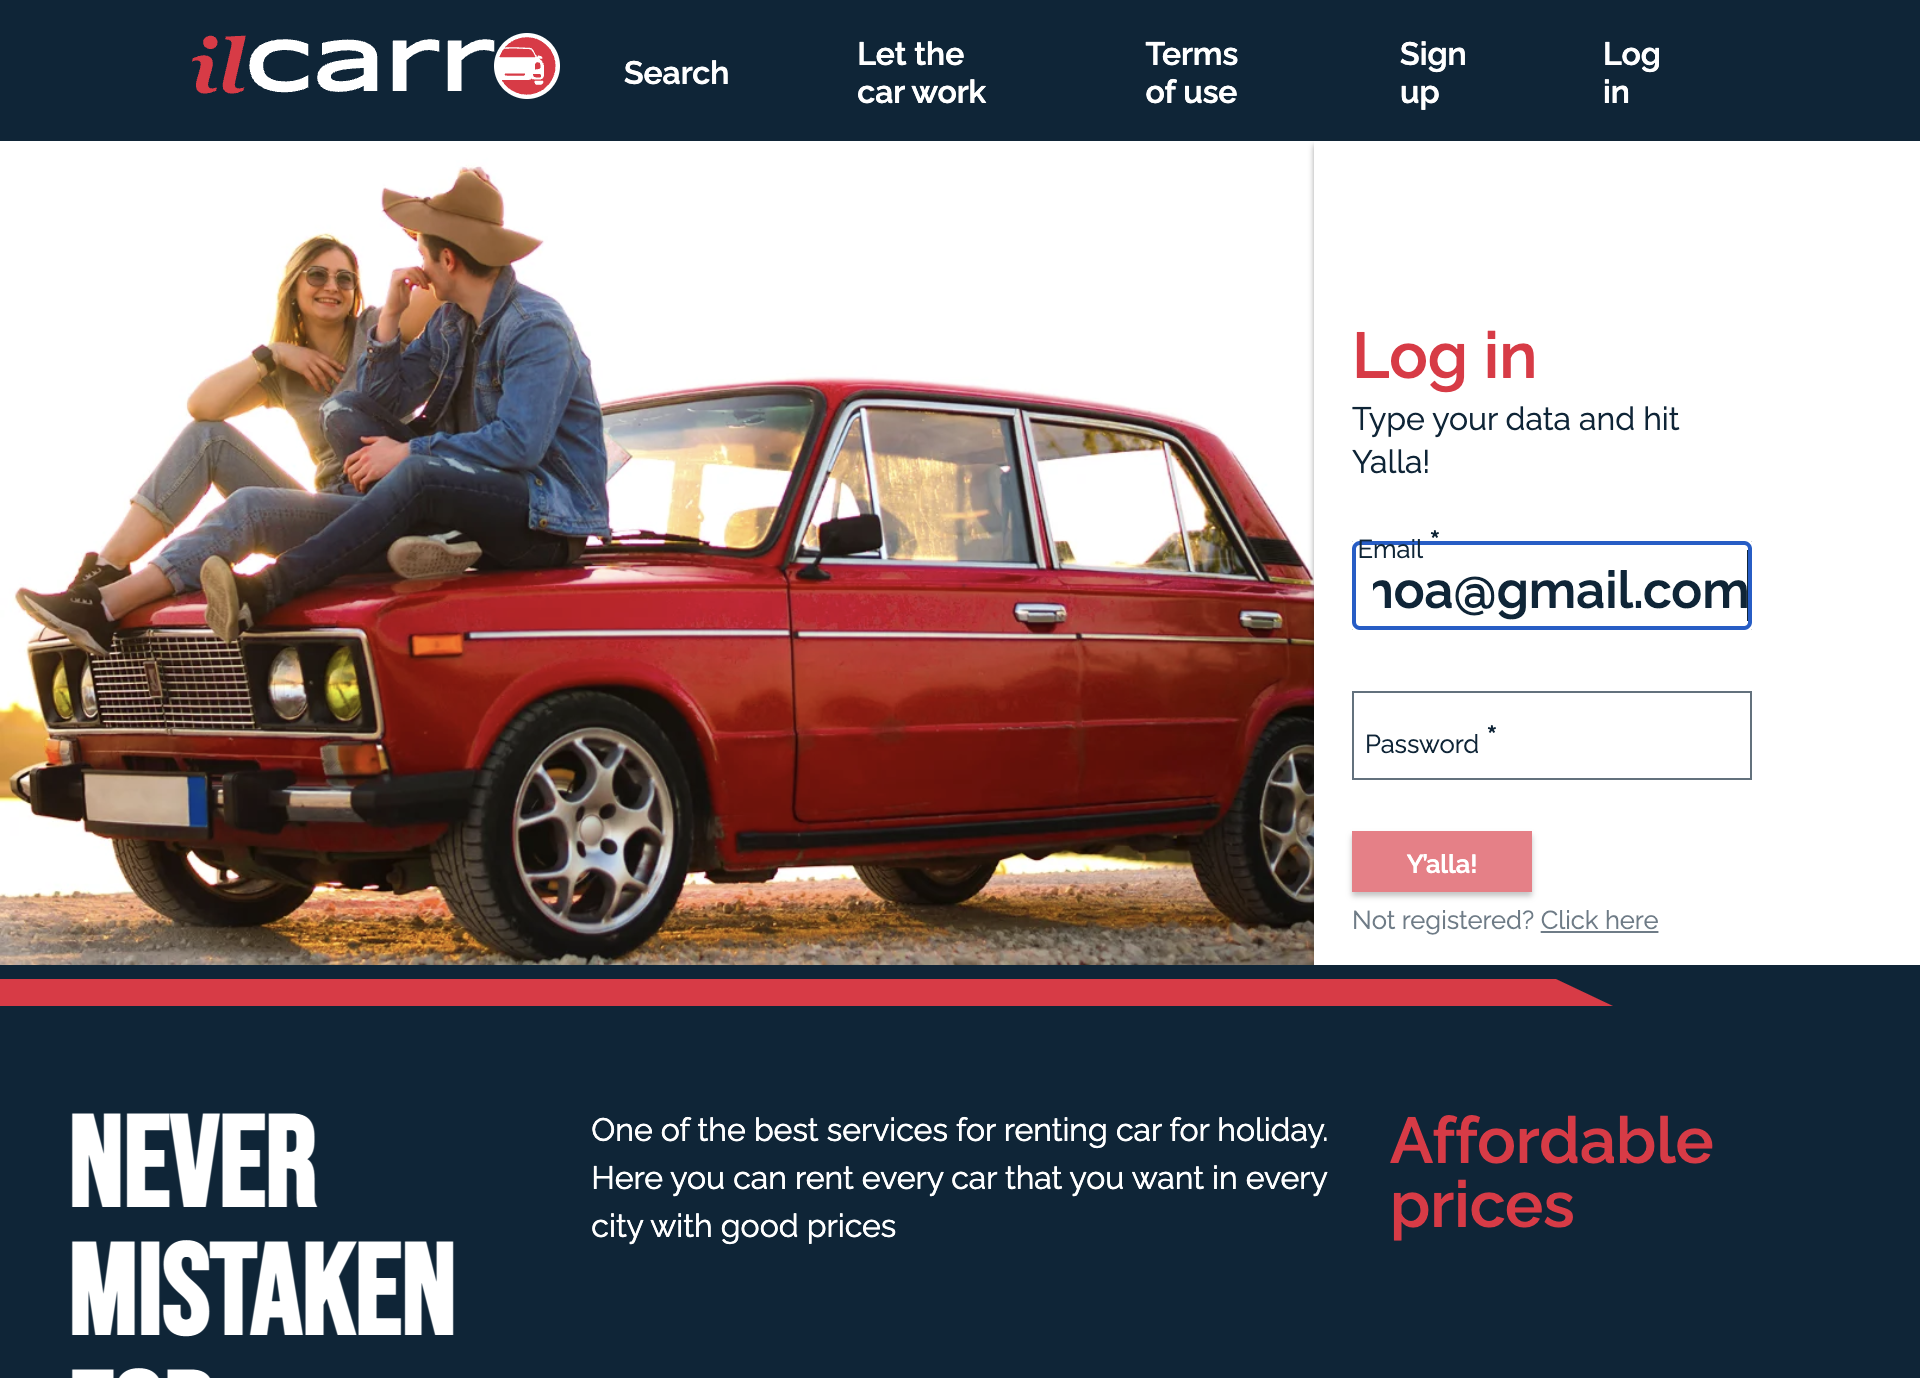 ilcarro
Search
Let the
car work
Terms
of use
Sign
up
Log
in
Log in
Type your data and hit
Yalla!
Email *
noa@gmail.com
Password *
Y'alla!
Not registered? Click here
NEVER
MISTAKEN
One of the best services for renting car for holiday.
Here you can rent every car that you want in every
city with good prices
Affordable
prices